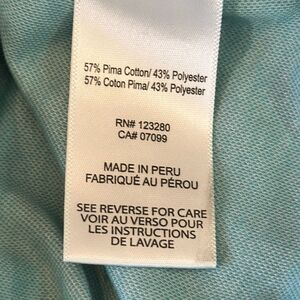 57% Pima Cotton/ 43% Polyester
57% Coton Pima/ 43% Polyester
RN# 123280
CA# 07099
MADE IN PERU
FABRIQUÉ AU PÉROU
SEE REVERSE FOR CARE
VOIR AU VERSO POUR
LES INSTRUCTIONS
DE LAVAGE